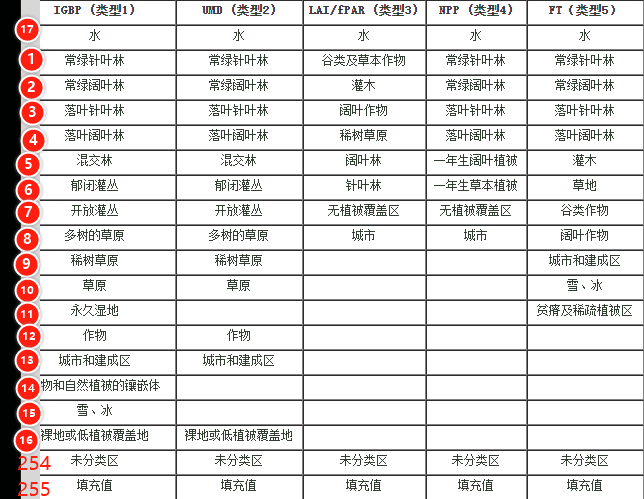 IGBP (类型1) UMD (类型2) LAI/fPAR (类型3) NPP (类型4) FT (类型5)
17 水 水 水 水 水
1 常绿针叶林 常绿针叶林 谷类及草本作物 常绿针叶林 常绿针叶林
2 常绿阔叶林 常绿阔叶林 灌木 常绿阔叶林 常绿阔叶林
3 落叶针叶林 落叶针叶林 阔叶作物 落叶针叶林 落叶针叶林
4 落叶阔叶林 落叶阔叶林 稀树草原 落叶阔叶林 落叶阔叶林
5 混交林 混交林 阔叶林 一年生阔叶植被 灌木
6 郁闭灌丛 郁闭灌丛 针叶林 一年生草本植被 草地
7 开放灌丛 开放灌丛 无植被覆盖区 无植被覆盖区 谷类作物
8 多树的草原 多树的草原 城市 城市 阔叶作物
9 稀树草原 稀树草原 城市和建成区
10 草原 草原 雪、冰
11 永久湿地 贫瘠及稀疏植被区
12 作物 作物
13 城市和建成区 城市和建成区
14 物和自然植被的镶嵌体
15 雪、冰
16 裸地或低植被覆盖地 裸地或低植被覆盖地
254 未分类区 未分类区 未分类区 未分类区 未分类区
255 填充值 填充值 填充值 填充值 填充值